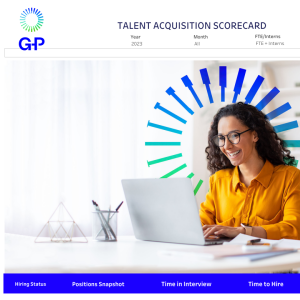 G-P
TALENT ACQUISITION SCORECARD
Year Month FTE/Interns
2023 All FTE + Interns
Hiring Status Positions Snapshot Time in Interview Time to Hire